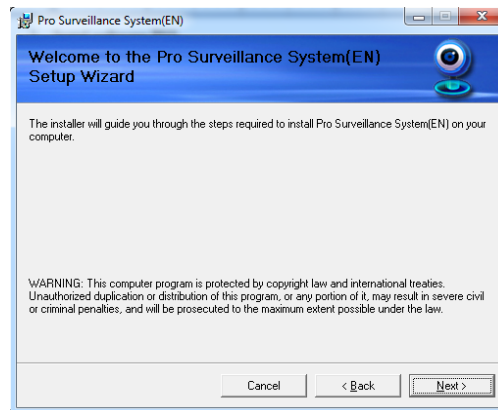 Pro Surveillance System(EN)
Welcome to the Pro Surveillance System(EN)
Setup Wizard
The installer will guide you through the steps required to install Pro Surveillance System(EN) on your
computer.
WARNING: This computer program is protected by copyright law and international treaties.
Unauthorized duplication or distribution of this program, or any portion of it, may result in severe civil
or criminal penalties, and will be prosecuted to the maximum extent possible under the law.
Cancel
< Back
Next >